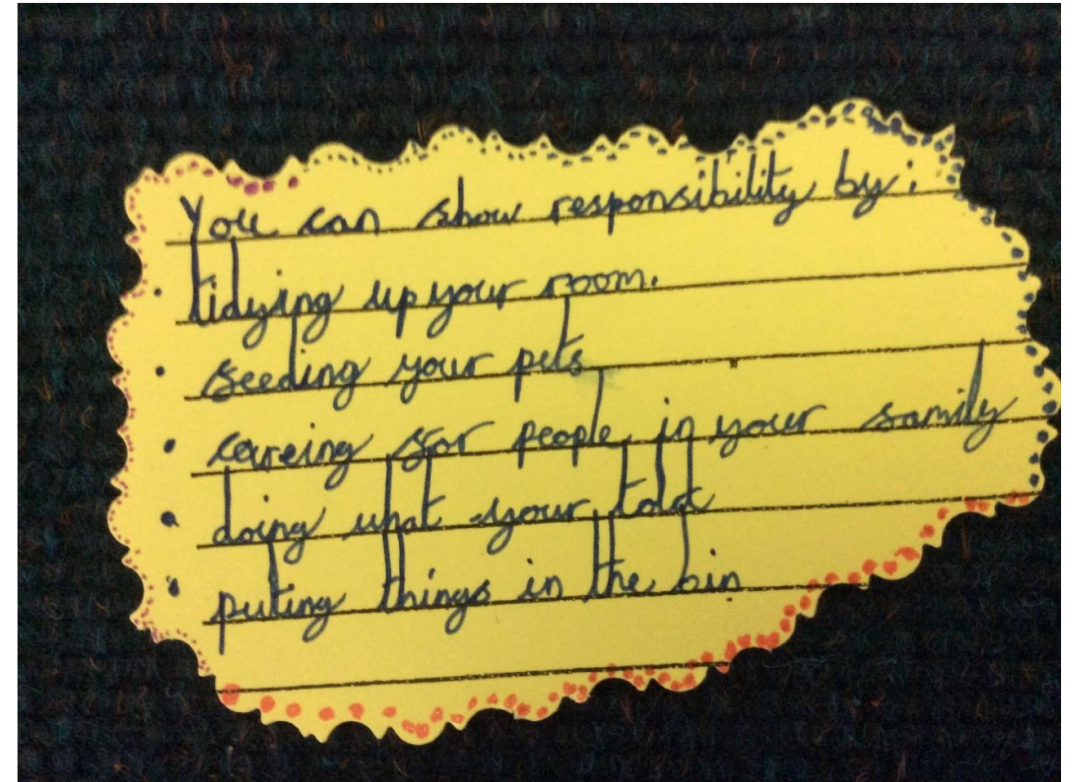 You can show responsibility by:
• tidying up your room.
• feeding your pets
• careing for people in your family
• doing what your told
• puting things in the bin